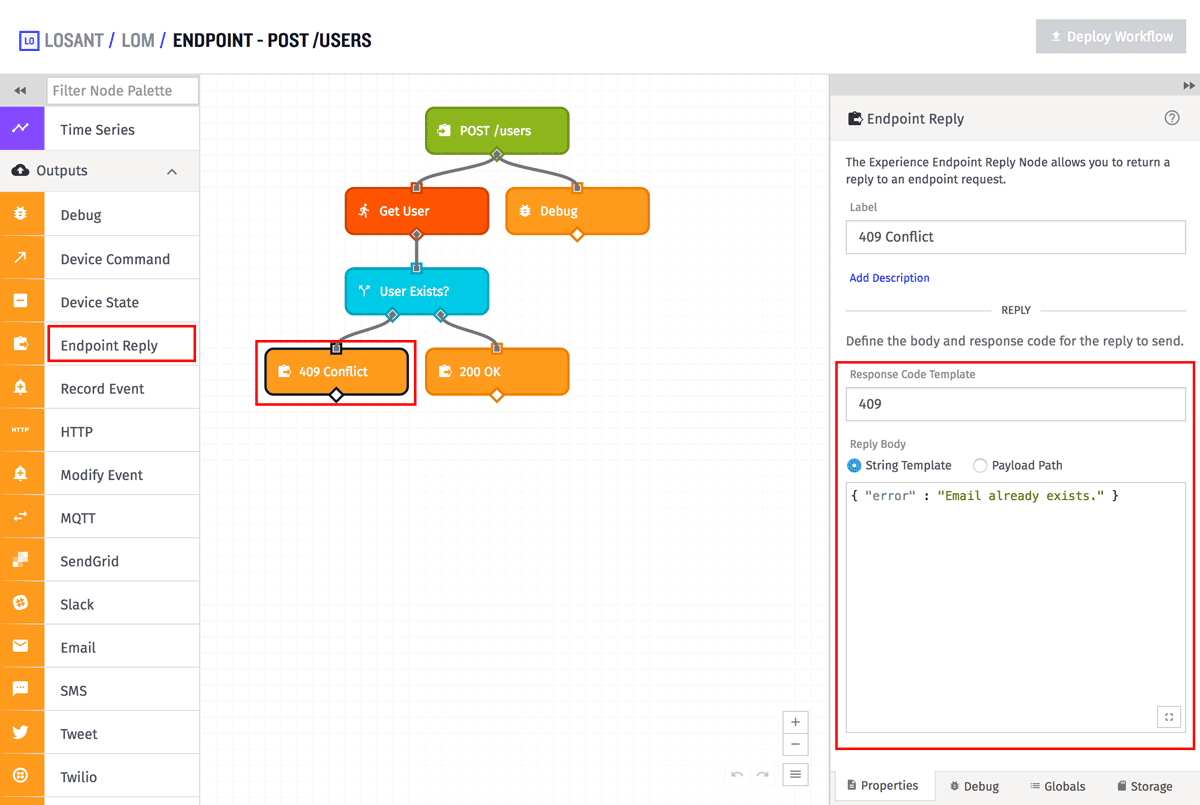 LO LOSANT / LOM / ENDPOINT - POST /USERS
Deploy Workflow
Filter Node Palette
Time Series
Outputs
Debug
Device Command
Device State
Endpoint Reply
Record Event
HTTP
HTTP
Modify Event
MQTT
SendGrid
Slack
Email
SMS
Tweet
Twilio
POST /users
Get User
Debug
User Exists?
409 Conflict
200 OK
Endpoint Reply
The Experience Endpoint Reply Node allows you to return a
reply to an endpoint request.
Label
409 Conflict
Add Description
REPLY
Define the body and response code for the reply to send.
Response Code Template
409
Reply Body
String Template
Payload Path
{ "error" : "Email already exists." }
Properties
Debug
Globals
Storage